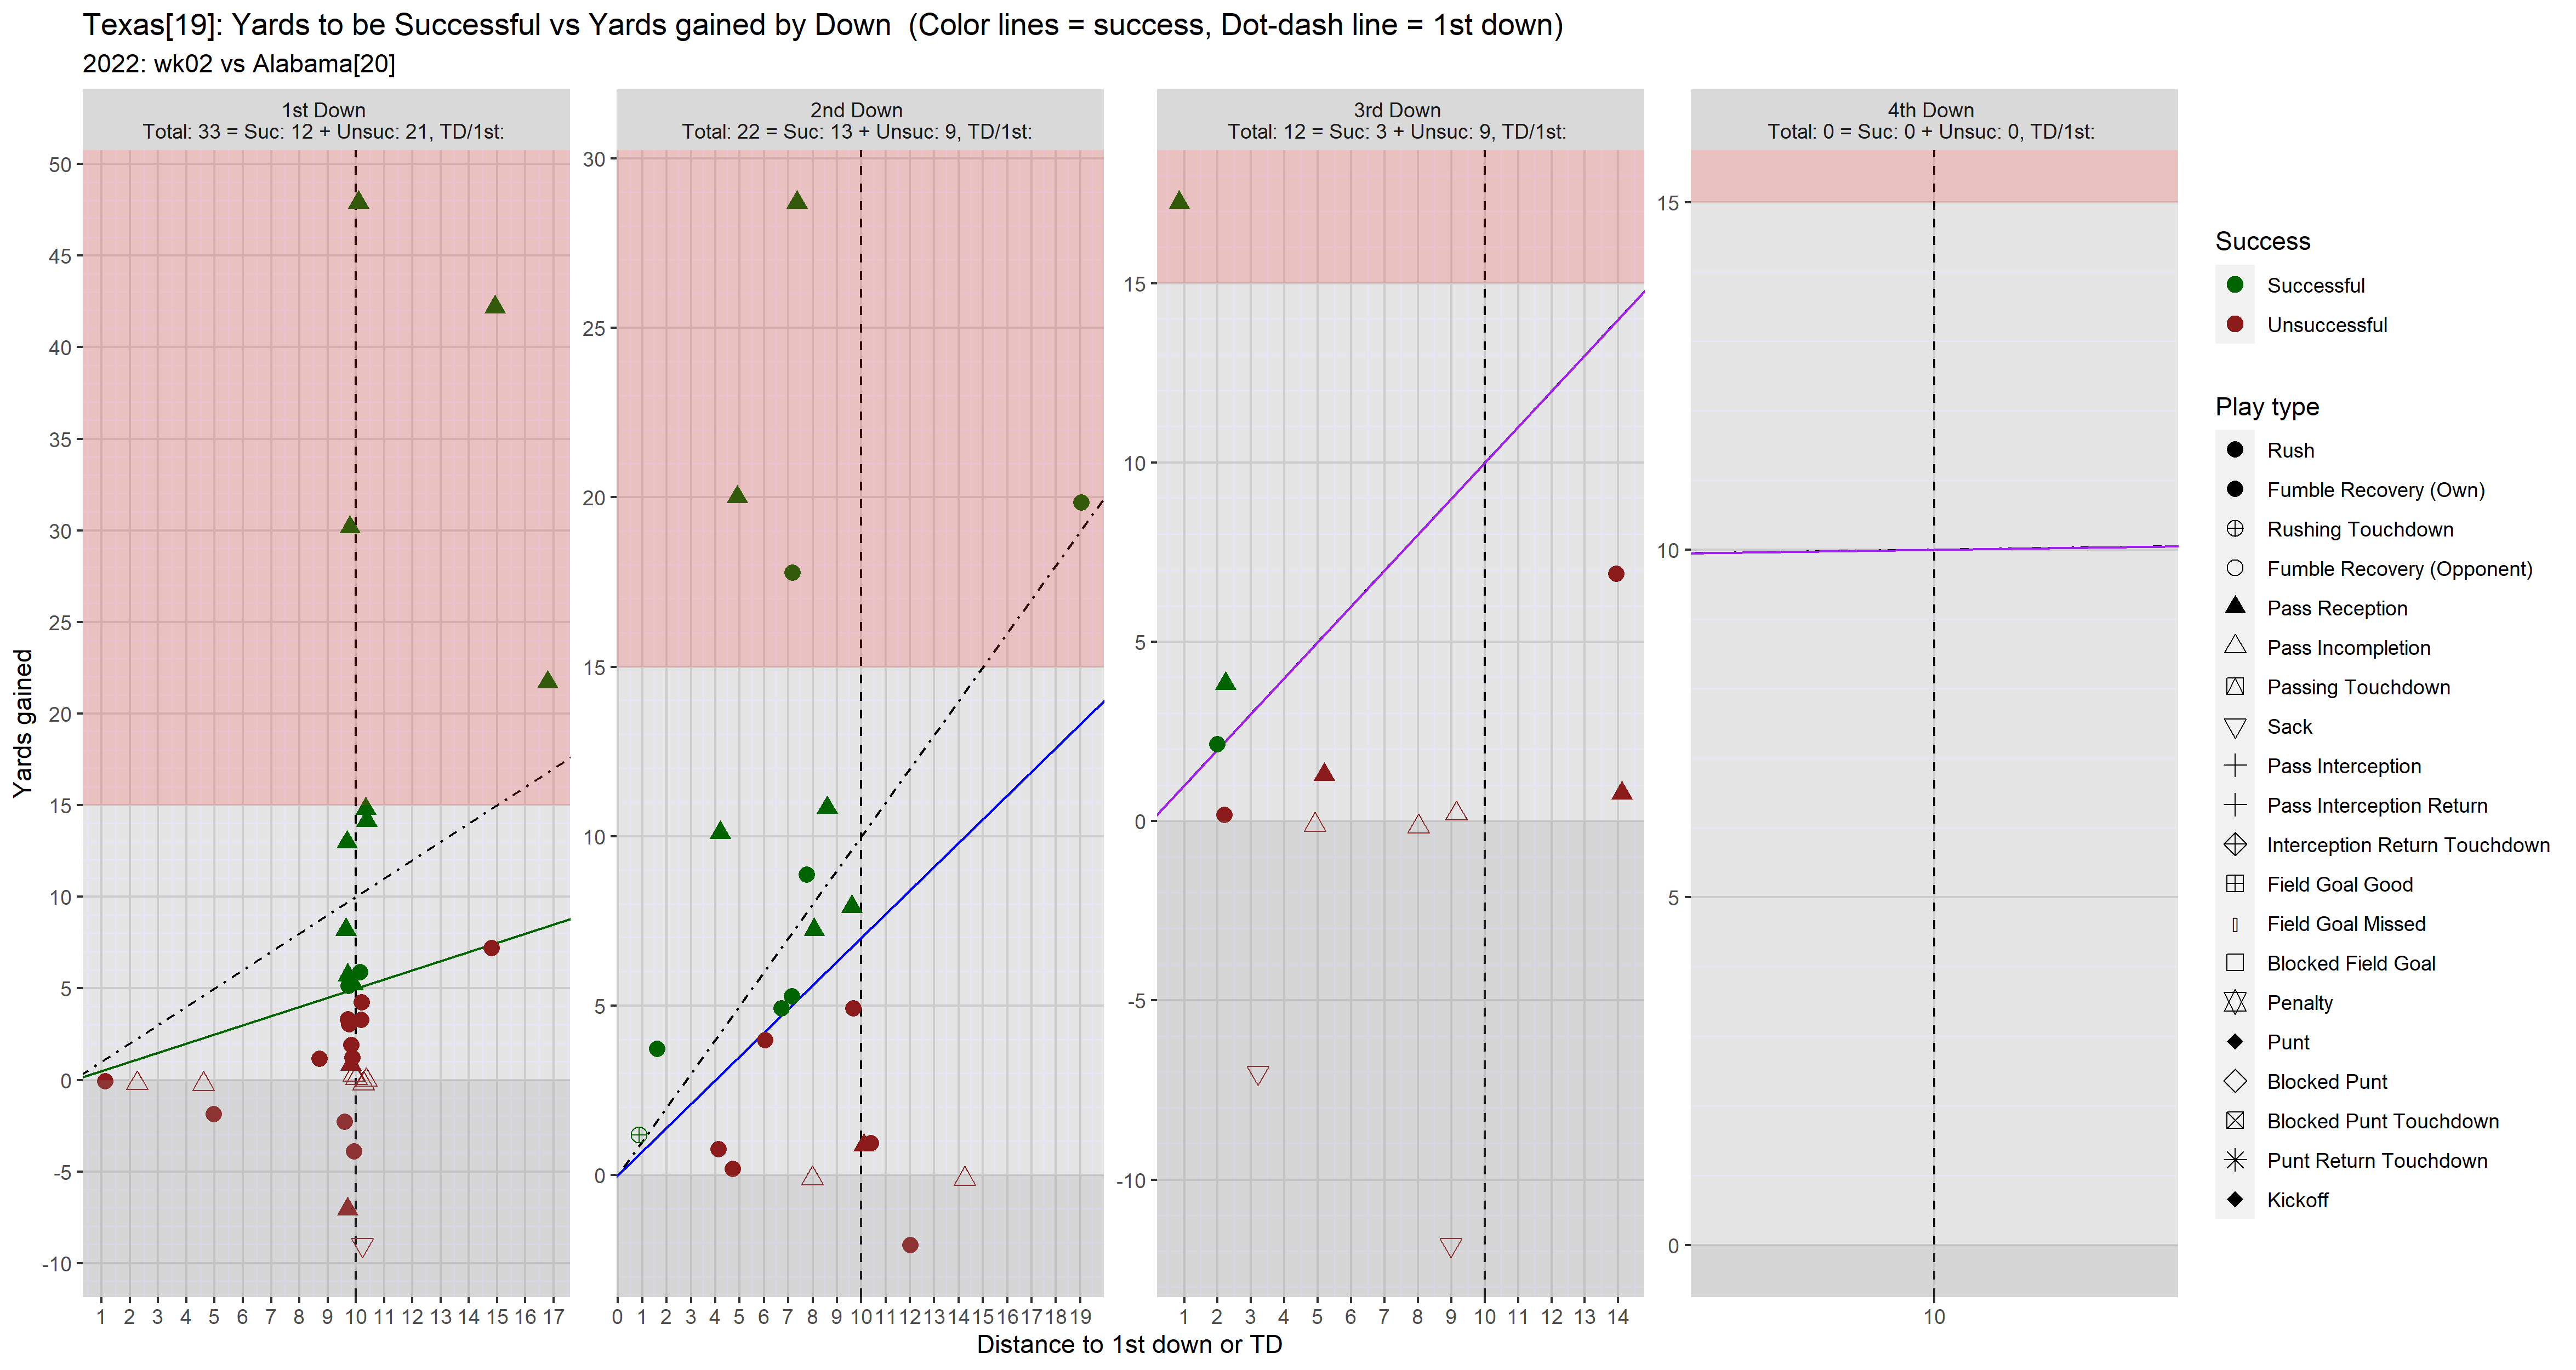 Texas[19]: Yards to be Successful vs Yards gained by Down  (Color lines = success, Dot-dash line = 1st down)
2022: wk02 vs Alabama[20]
1st Down
Total: 33 = Suc: 12 + Unsuc: 21, TD/1st:
2nd Down
Total: 22 = Suc: 13 + Unsuc: 9, TD/1st:
3rd Down
Total: 12 = Suc: 3 + Unsuc: 9, TD/1st:
4th Down
Total: 0 = Suc: 0 + Unsuc: 0, TD/1st:
Yards gained
50
45
40
35
30
25
20
15
10
5
0
-5
-10
1 2 3 4 5 6 7 8 9 10 11 12 13 14 15 16 17
30
25
20
15
10
5
0
0 1 2 3 4 5 6 7 8 9 10 11 12 13 14 15 16 17 18 19
15
10
5
0
-5
-10
1 2 3 4 5 6 7 8 9 10 11 12 13 14
15
10
5
0
10
Distance to 1st down or TD
Success
Successful
Unsuccessful
Play type
Rush
Fumble Recovery (Own)
Rushing Touchdown
Fumble Recovery (Opponent)
Pass Reception
Pass Incompletion
Passing Touchdown
Sack
Pass Interception
Pass Interception Return
Interception Return Touchdown
Field Goal Good
Field Goal Missed
Blocked Field Goal
Penalty
Punt
Blocked Punt
Blocked Punt Touchdown
Punt Return Touchdown
Kickoff